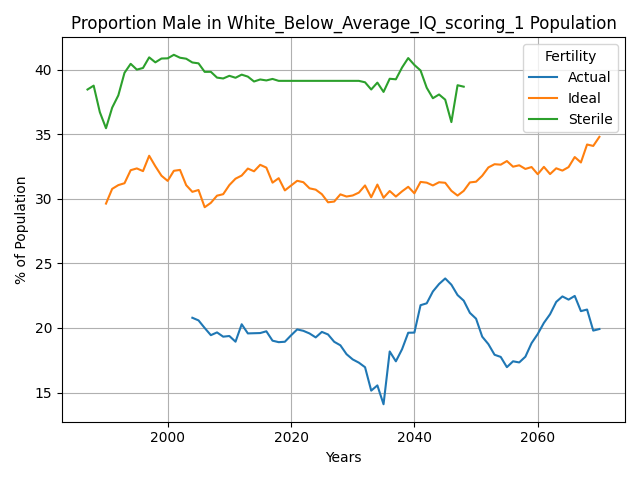 Proportion Male in White_Below_Average_IQ_scoring_1 Population
% of Population
40
35
30
25
20
15
Fertility
Actual
Ideal
Sterile
2000
2020
2040
2060
Years